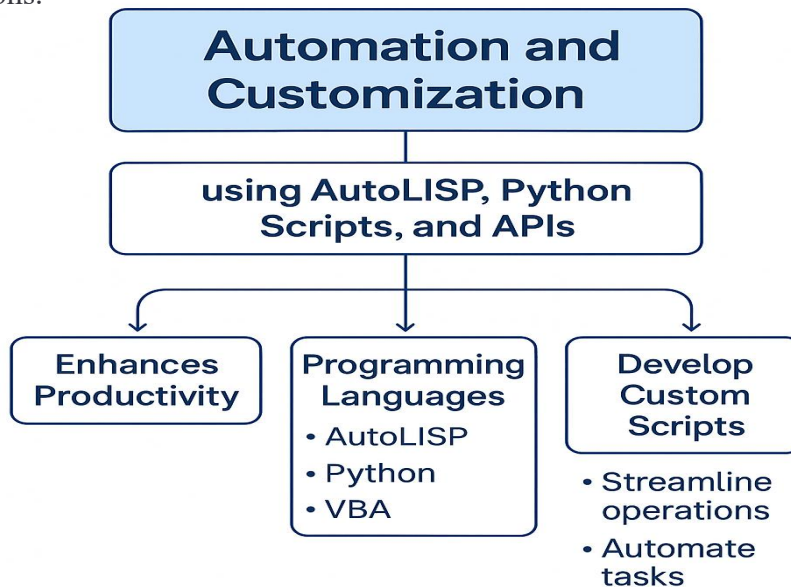 Automation and
Customization
using AutoLISP, Python
Scripts, and APIs
Enhances
Productivity
Programming
Languages
• AutoLISP
• Python
• VBA
Develop
Custom
Scripts
• Streamline
operations
• Automate
tasks